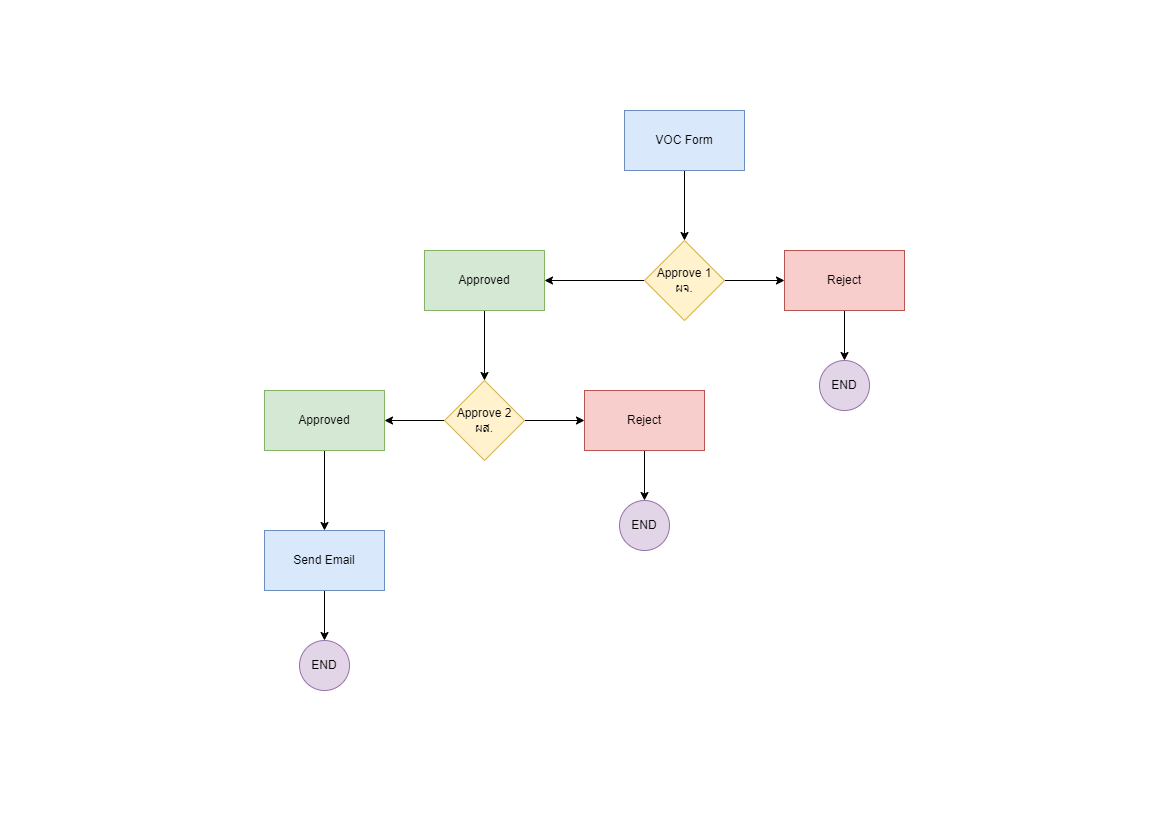 VOC Form
Approved
Approve 1
ผจ.
Reject
END
Approved
Approve 2
ผส.
Reject
END
Send Email
END